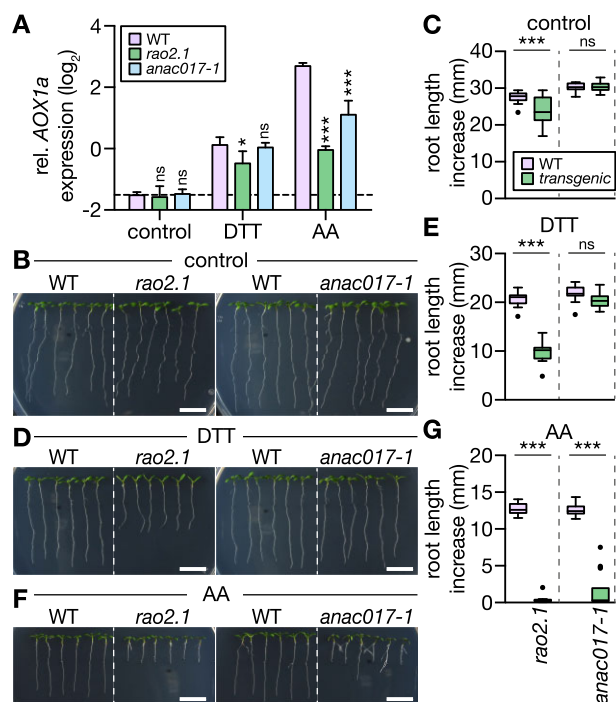 A
rel. AOX1a
expression (log2)
4
2
0
-2
WT
rao2.1
anac017-1
ns
ns
*
ns
***
***
control
DTT
AA
B
control
WT
rao2.1
WT
anac017-1
D
DTT
WT
rao2.1
WT
anac017-1
F
AA
WT
rao2.1
WT
anac017-1
C
control
root length
increase (mm)
40
30
20
10
0
***
ns
WT
transgenic
E
DTT
root length
increase (mm)
30
20
10
0
***
ns
G
AA
root length
increase (mm)
20
15
10
5
0
***
***
rao2.1
anac017-1